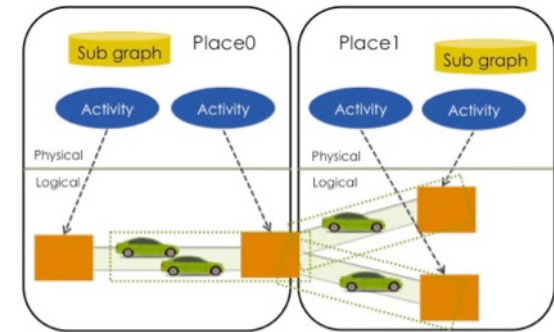 Place0
Sub graph
Activity
Activity
Physical
Logical
Place1
Sub graph
Activity
Activity
Physical
Logical